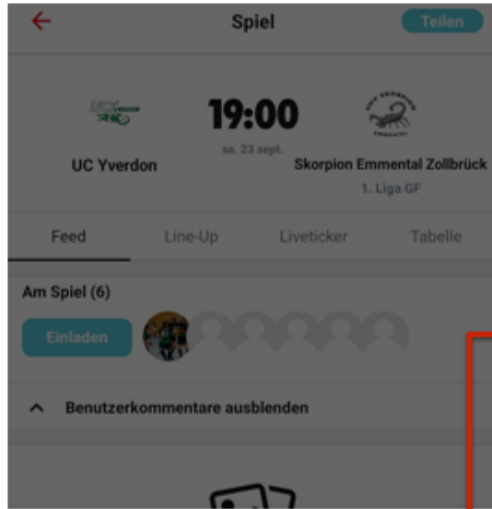 Spiel
Teilen
19:00
sa. 23 sept.
UC Yverdon
Skorpion Emmental Zollbrück
1. Liga GF
Feed
Line-Up
Liveticker
Tabelle
Am Spiel (6)
Einladen
Benutzerkommentare ausblenden